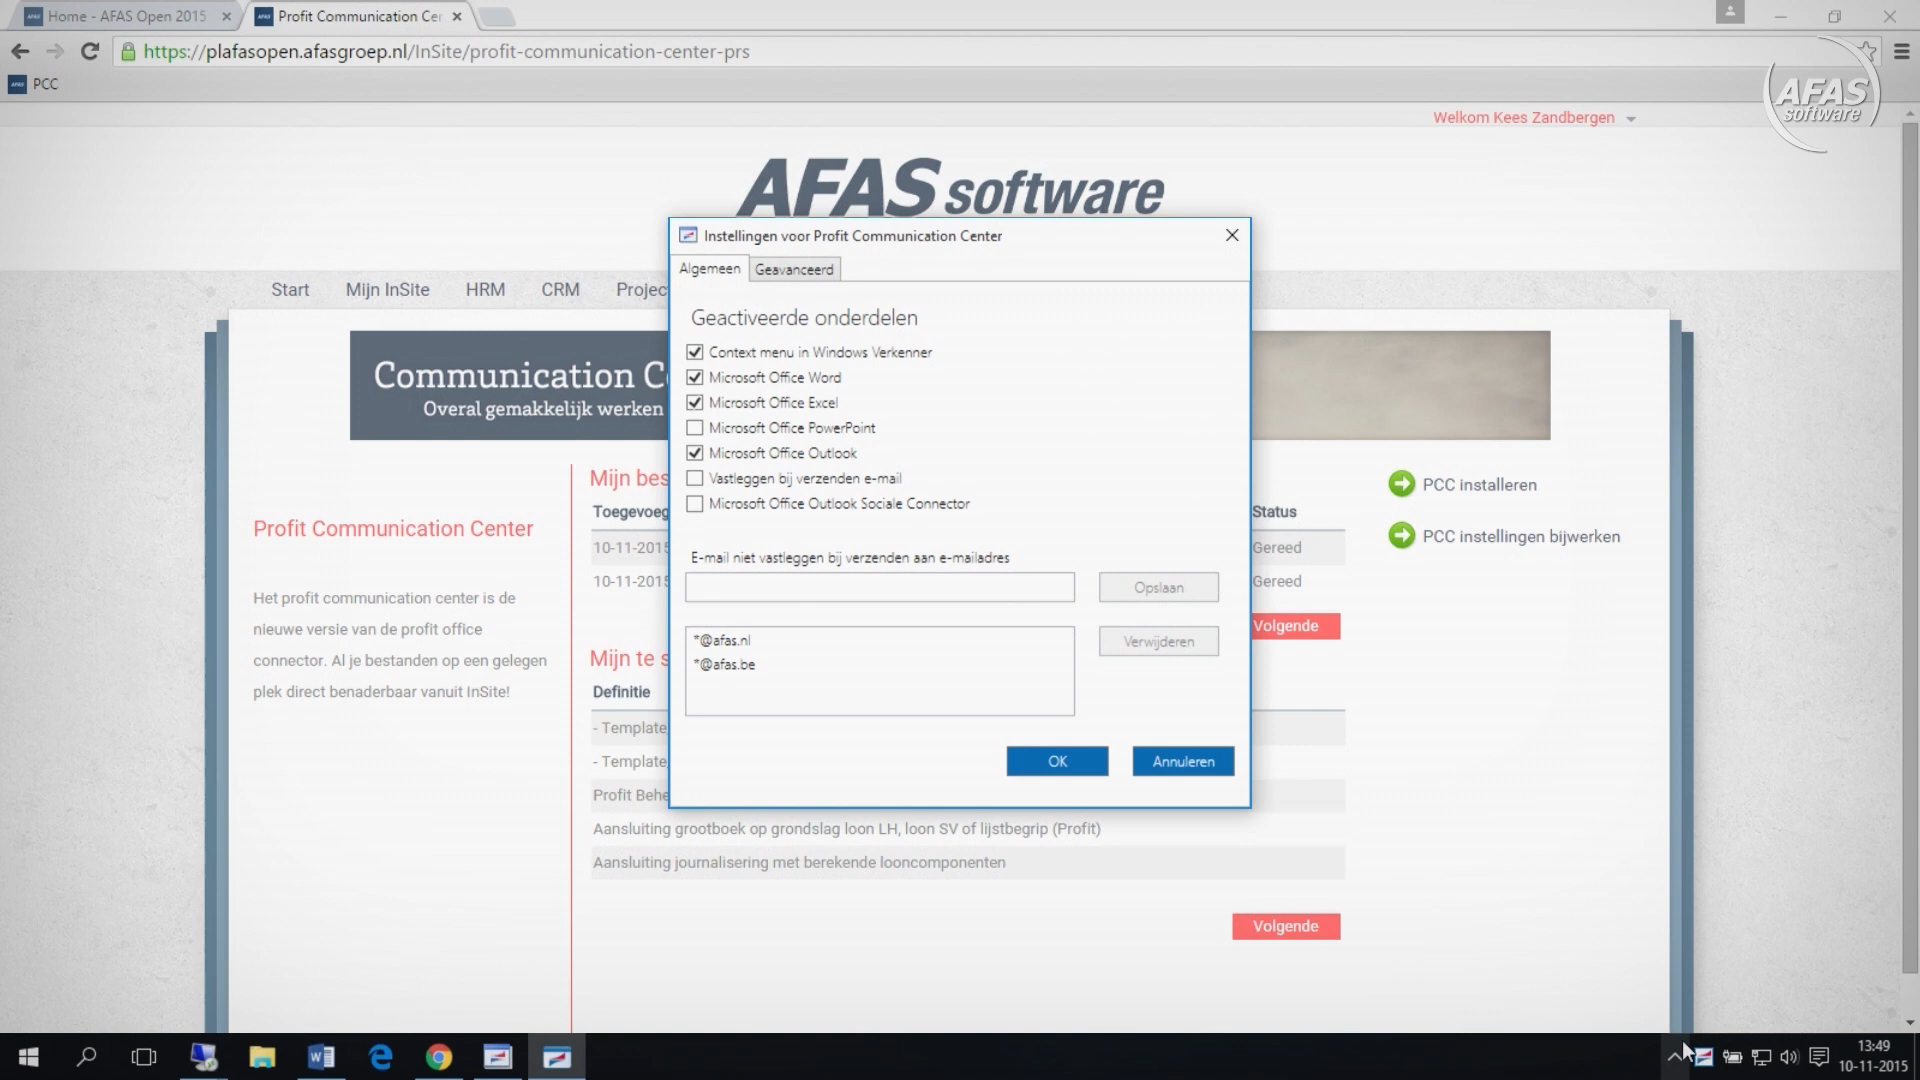 Home - AFAS Open 2015
Profit Communication Cer
https://plafasopen.afasgroep.nl/InSite/profit-communication-center-prs
PCC
AFAS software
Welkom Kees Zandbergen
AFAS software
Start Mijn InSite HRM CRM Projec
Communication C
Overal gemakkelijk werken
Profit Communication Center
Het profit communication center is de
nieuwe versie van de profit office
connector. Al je bestanden op een gelegen
plek direct benaderbaar vanuit InSite!
Mijn bes
Toegevoeg Status
10-11-2015 Gereed
10-11-2015 Gereed
Volgende
Mijn te s
Definitie
- Template,
- Template,
Profit Behe
Aansluiting grootboek op grondslag loon LH, loon SV of lijstbegrip (Profit)
Aansluiting journalisering met berekende looncomponenten
Volgende
PCC installeren
PCC instellingen bijwerken
Instellingen voor Profit Communication Center
Algemeen Geavanceerd
Geactiveerde onderdelen
Context menu in Windows Verkenner
Microsoft Office Word
Microsoft Office Excel
Microsoft Office PowerPoint
Microsoft Office Outlook
Vastleggen bij verzenden e-mail
Microsoft Office Outlook Sociale Connector
E-mail niet vastleggen bij verzenden aan e-mailadres
Opslaan
*@afas.nl
*@afas.be
Verwijderen
OK Annuleren
13:49
10-11-2015